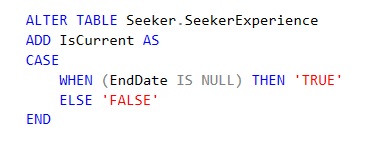 ALTER TABLE Seeker.SeekerExperience
ADD IsCurrent AS
CASE
    WHEN (EndDate IS NULL) THEN 'TRUE'
    ELSE 'FALSE'
END